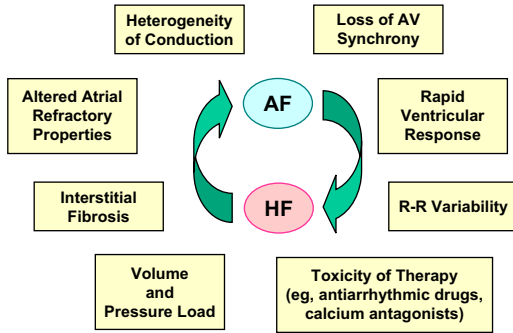 Heterogeneity
of Conduction
Loss of AV
Synchrony
Altered Atrial
Refractory
Properties
AF
Rapid
Ventricular
Response
Interstitial
Fibrosis
HF
R-R Variability
Volume
and
Pressure Load
Toxicity of Therapy
(eg, antiarrhythmic drugs,
calcium antagonists)